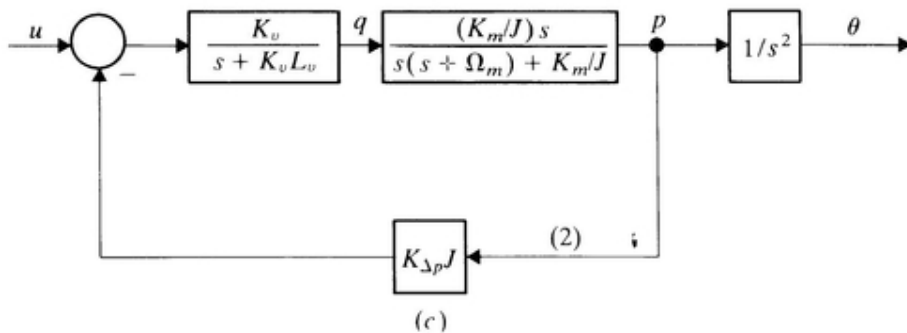 u
−
K_v
s + K_v L_v
q
(K_m/J) s
s(s ÷ Ω_m) + K_m/J
p
1/s²
θ
(2)
K_Δp J
(c)